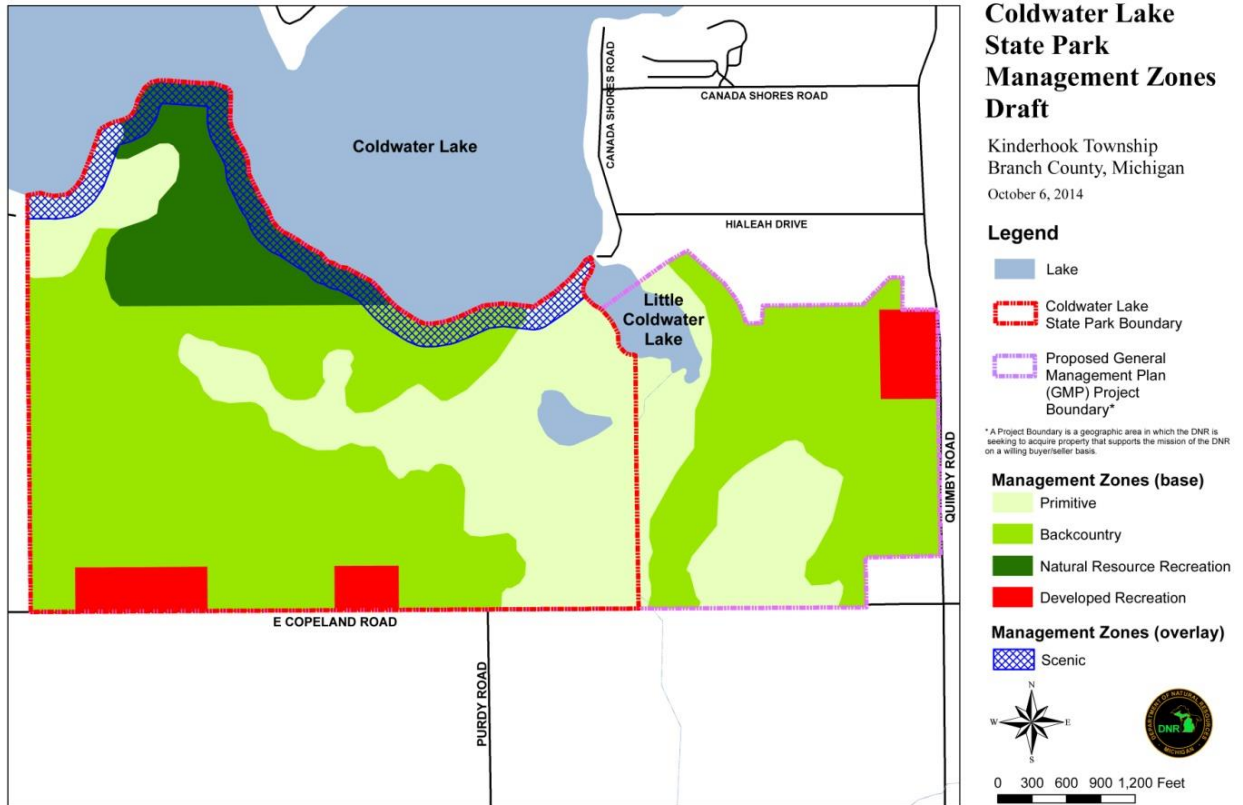 Coldwater Lake
State Park
Management Zones
Draft
Kinderhook Township
Branch County, Michigan
October 6, 2014
Legend
Lake
Coldwater Lake
State Park Boundary
Proposed General
Management Plan
(GMP) Project
Boundary*
* A Project Boundary is a geographic area in which the DNR is
seeking to acquire property that supports the mission of the DNR
on a willing buyer/seller basis.
Management Zones (base)
Primitive
Backcountry
Natural Resource Recreation
Developed Recreation
Management Zones (overlay)
Scenic
N
W
E
S
DEPARTMENT OF NATURAL RESOURCES
DNR
MICHIGAN
0 300 600 900 1,200 Feet
CANADA SHORES ROAD
CANADA SHORES ROAD
Coldwater Lake
HIALEAH DRIVE
Little
Coldwater
Lake
QUIMBY ROAD
E COPELAND ROAD
PURDY ROAD